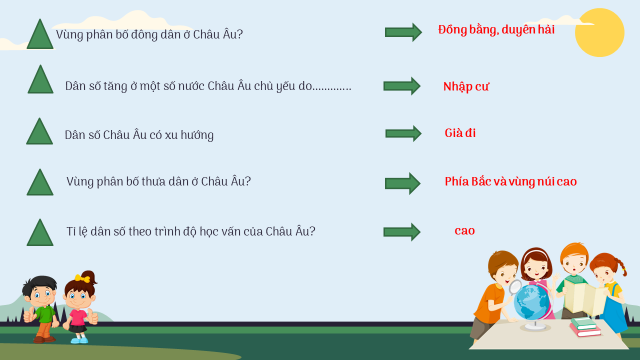 Vùng phân bố đông dân ở Châu Âu? Đồng bằng, duyên hải
Dân số tăng ở một số nước Châu Âu chủ yếu do............. Nhập cư
Dân số Châu Âu có xu hướng Già đi
Vùng phân bố thưa dân ở Châu Âu? Phía Bắc và vùng núi cao
Tỉ lệ dân số theo trình độ học vấn của Châu Âu? cao